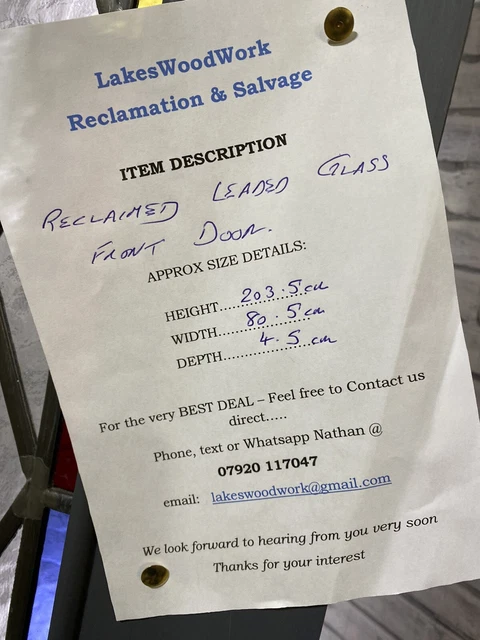 LakesWoodWork
Reclamation & Salvage
ITEM DESCRIPTION
RECLAIMED LEADED GLASS
FRONT DOOR.
APPROX SIZE DETAILS:
HEIGHT....203.5cm
WIDTH....80.5cm
DEPTH....4.5cm
For the very BEST DEAL – Feel free to Contact us
direct.....
Phone, text or Whatsapp Nathan @
07920 117047
email: lakeswoodwork@gmail.com
We look forward to hearing from you very soon
Thanks for your interest